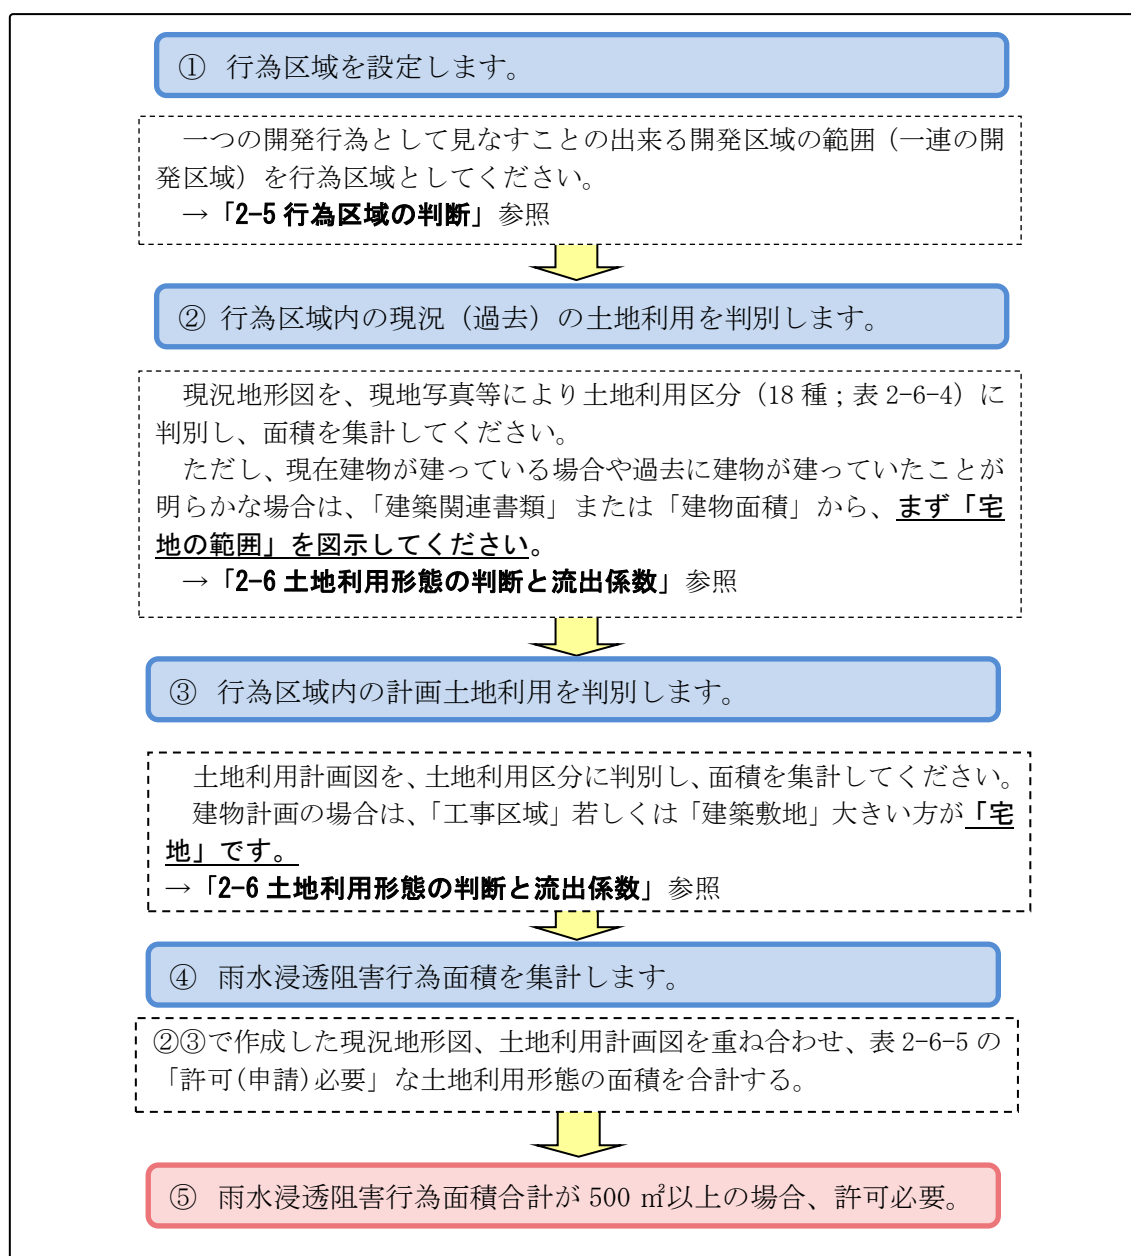 ① 行為区域を設定します。
一つの開発行為として見なすことの出来る開発区域の範囲（一連の開
発区域）を行為区域としてください。
→「2-5 行為区域の判断」参照
② 行為区域内の現況（過去）の土地利用を判別します。
現況地形図を、現地写真等により土地利用区分（18 種；表 2-6-4）に
判別し、面積を集計してください。
ただし、現在建物が建っている場合や過去に建物が建っていたことが
明らかな場合は、「建築関連書類」または「建物面積」から、まず「宅
地の範囲」を図示してください。
→「2-6 土地利用形態の判断と流出係数」参照
③ 行為区域内の計画土地利用を判別します。
土地利用計画図を、土地利用区分に判別し、面積を集計してください。
建物計画の場合は、「工事区域」若しくは「建築敷地」大きい方が「宅
地」です。
→「2-6 土地利用形態の判断と流出係数」参照
④ 雨水浸透阻害行為面積を集計します。
②③で作成した現況地形図、土地利用計画図を重ね合わせ、表 2-6-5 の
「許可(申請)必要」な土地利用形態の面積を合計する。
⑤ 雨水浸透阻害行為面積合計が 500 ㎡以上の場合、許可必要。